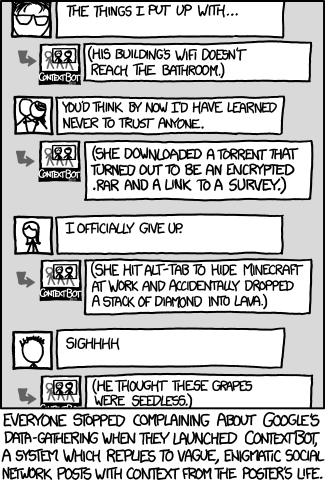 THE THINGS I PUT UP WITH...
(HIS BUILDING'S WIFI DOESN'T
REACH THE BATHROOM.)
CONTEXTBOT
YOU'D THINK BY NOW I'D HAVE LEARNED
NEVER TO TRUST ANYONE.
(SHE DOWNLOADED A TORRENT THAT
TURNED OUT TO BE AN ENCRYPTED
.RAR AND A LINK TO A SURVEY.)
CONTEXTBOT
I OFFICIALLY GIVE UP.
(SHE HIT ALT-TAB TO HIDE MINECRAFT
AT WORK AND ACCIDENTALLY DROPPED
A STACK OF DIAMOND INTO LAVA.)
CONTEXTBOT
SIGHHHH
(HE THOUGHT THESE GRAPES
WERE SEEDLESS.)
CONTEXTBOT
EVERYONE STOPPED COMPLAINING ABOUT GOOGLE'S
DATA-GATHERING WHEN THEY LAUNCHED CONTEXTBOT,
A SYSTEM WHICH REPLIES TO VAGUE, ENIGMATIC SOCIAL
NETWORK POSTS WITH CONTEXT FROM THE POSTER'S LIFE.